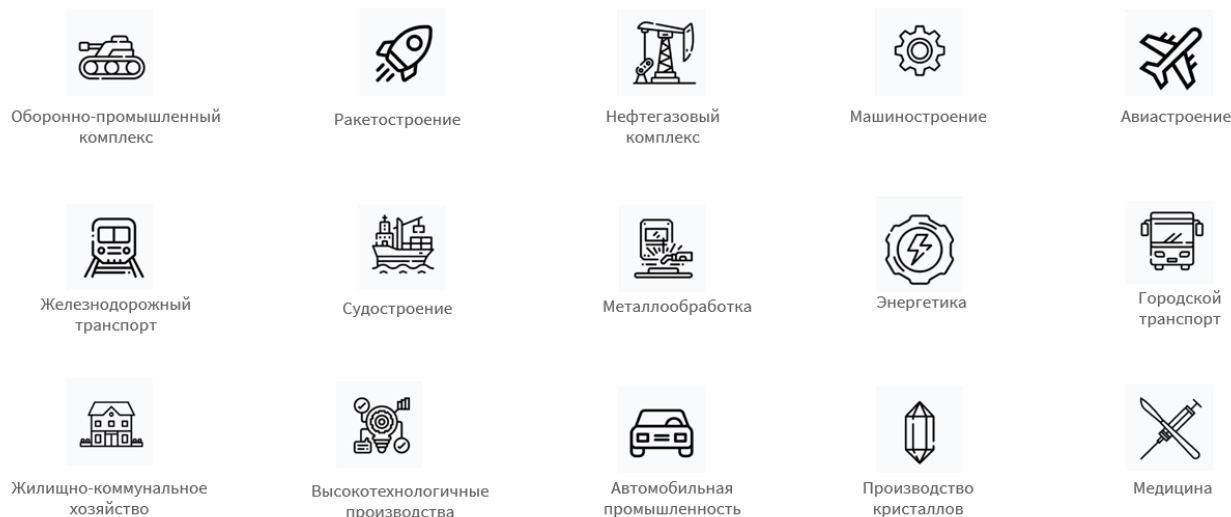 Оборонно-промышленный
комплекс
Ракетостроение
Нефтегазовый
комплекс
Машиностроение
Авиастроение
Железнодорожный
транспорт
Судостроение
Металлообработка
Энергетика
Городской
транспорт
Жилищно-коммунальное
хозяйство
Высокотехнологичные
производства
Автомобильная
промышленность
Производство
кристаллов
Медицина